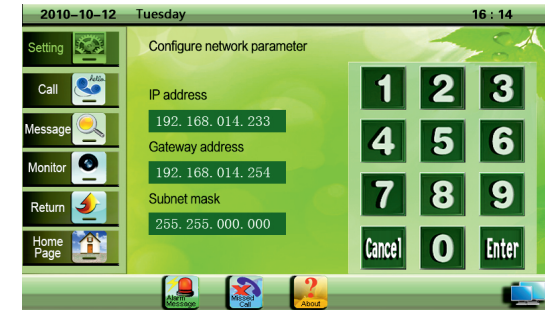 2010-10-12 Tuesday 16 : 14
Setting
Call
hello
Message
Monitor
Return
Home
Page
Configure network parameter
IP address
192. 168. 014. 233
Gateway address
192. 168. 014. 254
Subnet mask
255. 255. 000. 000
1 2 3
4 5 6
7 8 9
Cancel 0 Enter
Alarm
Message
Missed
Call
?
About